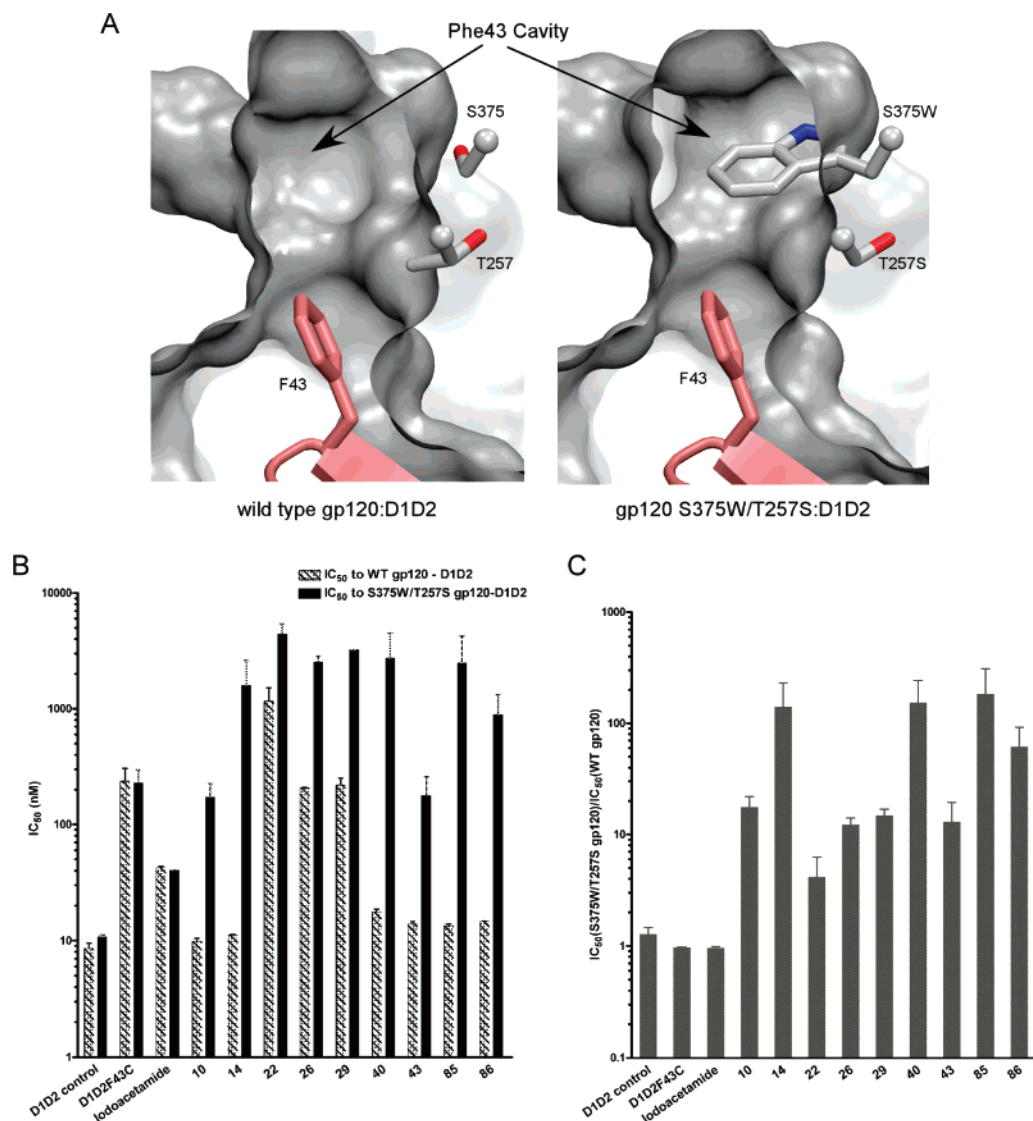 A
Phe43 Cavity
S375
T257
F43
S375W
T257S
F43
wild type gp120:D1D2
gp120 S375W/T257S:D1D2
B
IC50 to WT gp120 - D1D2
IC50 to S375W/T257S gp120-D1D2
IC50 (nM)
10000
1000
100
10
1
D1D2 control
D1D2F43C
Iodoacetamide
10
14
22
26
29
40
43
85
86
C
IC50(S375W/T257S gp120)/IC50(WT gp120)
1000
100
10
1
0.1
D1D2 control
D1D2F43C
Iodoacetamide
10
14
22
26
29
40
43
85
86